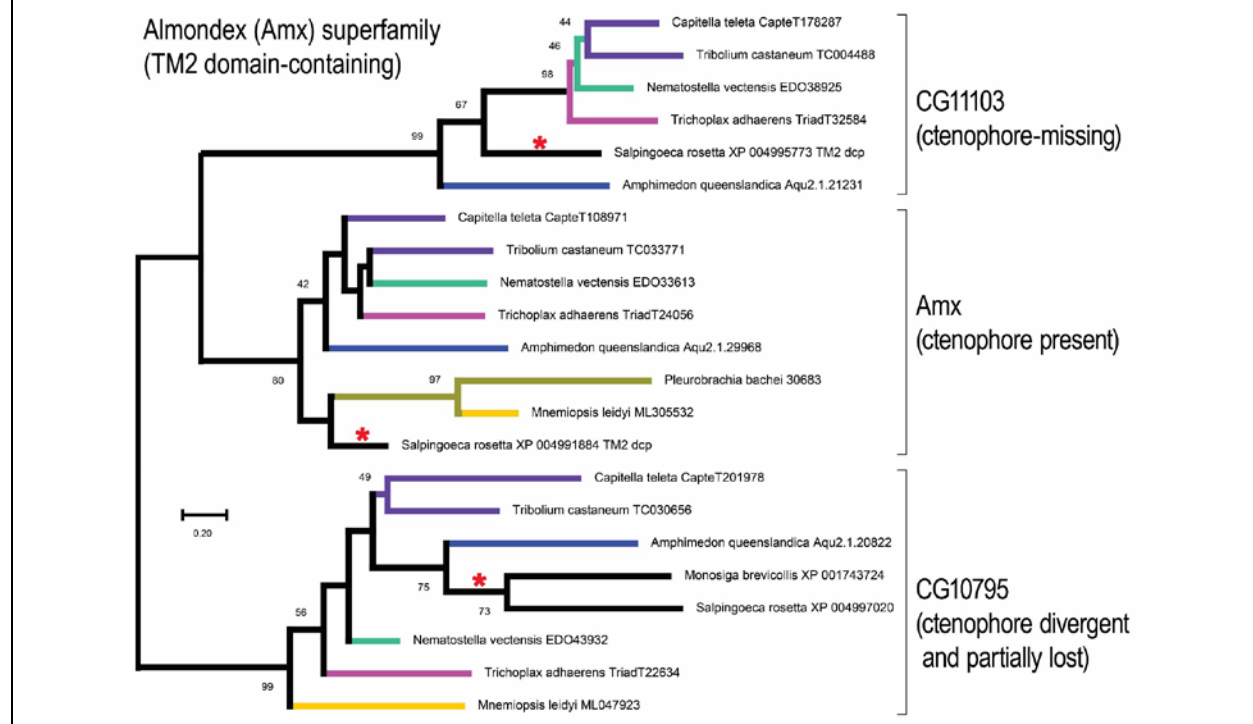 Almondex (Amx) superfamily
(TM2 domain-containing)
44
Capitella teleta CapteT178287
46
Tribolium castaneum TC004488
98
Nematostella vectensis EDO38925
67
Trichoplax adhaerens TriadT32584
99
*
Salpingoeca rosetta XP 004995773 TM2 dcp
Amphimedon queenslandica Aqu2.1.21231
CG11103
(ctenophore-missing)
Capitella teleta CapteT108971
Tribolium castaneum TC033771
42
Nematostella vectensis EDO33613
Trichoplax adhaerens TriadT24056
Amphimedon queenslandica Aqu2.1.29968
80
97
Pleurobrachia bachei 30683
Mnemiopsis leidyi ML305532
*
Salpingoeca rosetta XP 004991884 TM2 dcp
Amx
(ctenophore present)
49
Capitella teleta CapteT201978
Tribolium castaneum TC030656
0.20
Amphimedon queenslandica Aqu2.1.20822
75
*
Monosiga brevicollis XP 001743724
73
Salpingoeca rosetta XP 004997020
56
Nematostella vectensis EDO43932
Trichoplax adhaerens TriadT22634
99
Mnemiopsis leidyi ML047923
CG10795
(ctenophore divergent
and partially lost)